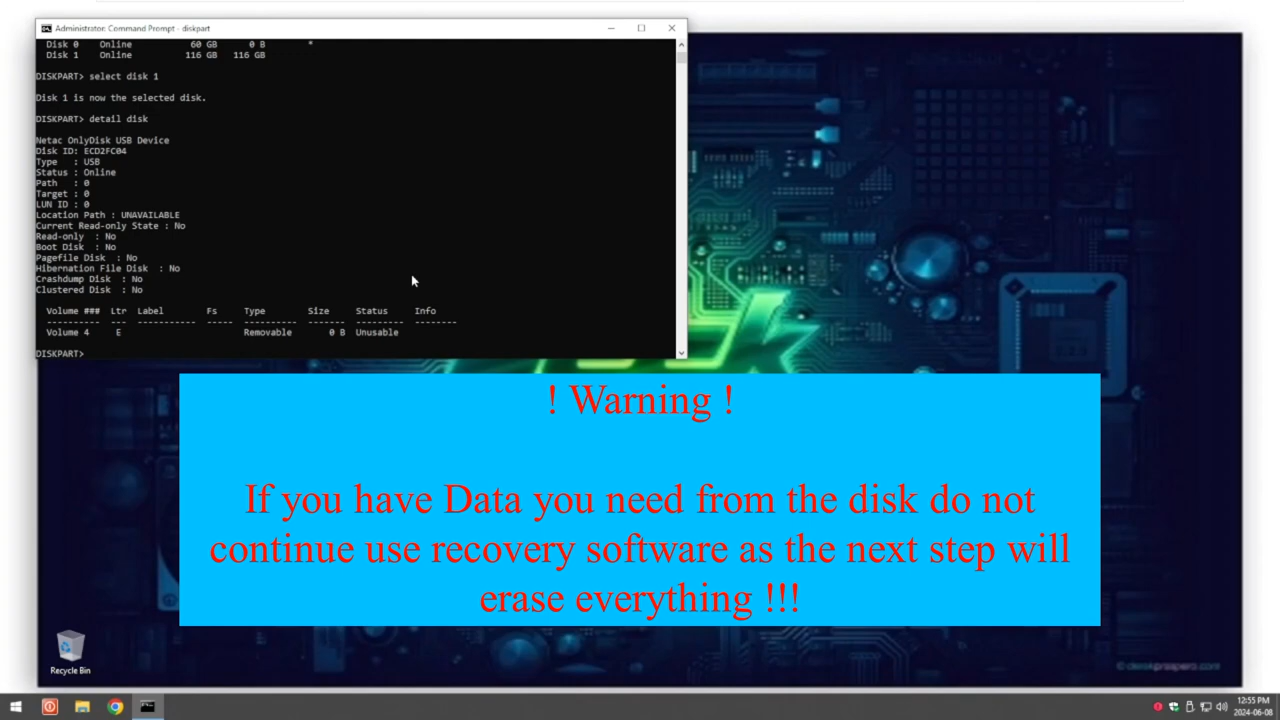 Administrator: Command Prompt - diskpart
Disk 0 Online 60 GB 0 B *
Disk 1 Online 116 GB 116 GB
DISKPART> select disk 1
Disk 1 is now the selected disk.
DISKPART> detail disk
Netac OnlyDisk USB Device
Disk ID: ECD2FC04
Type : USB
Status : Online
Path : 0
Target : 0
LUN ID : 0
Location Path : UNAVAILABLE
Current Read-only State : No
Read-only : No
Boot Disk : No
Pagefile Disk : No
Hibernation File Disk : No
Crashdump Disk : No
Clustered Disk : No
Volume ### Ltr Label Fs Type Size Status Info
---------- --- ----------- ----- ---------- ------- --------- --------
Volume 4 E Removable 0 B Unusable
DISKPART>
! Warning !
If you have Data you need from the disk do not
continue use recovery software as the next step will
erase everything !!!
Recycle Bin
12:55 PM
2024-06-08